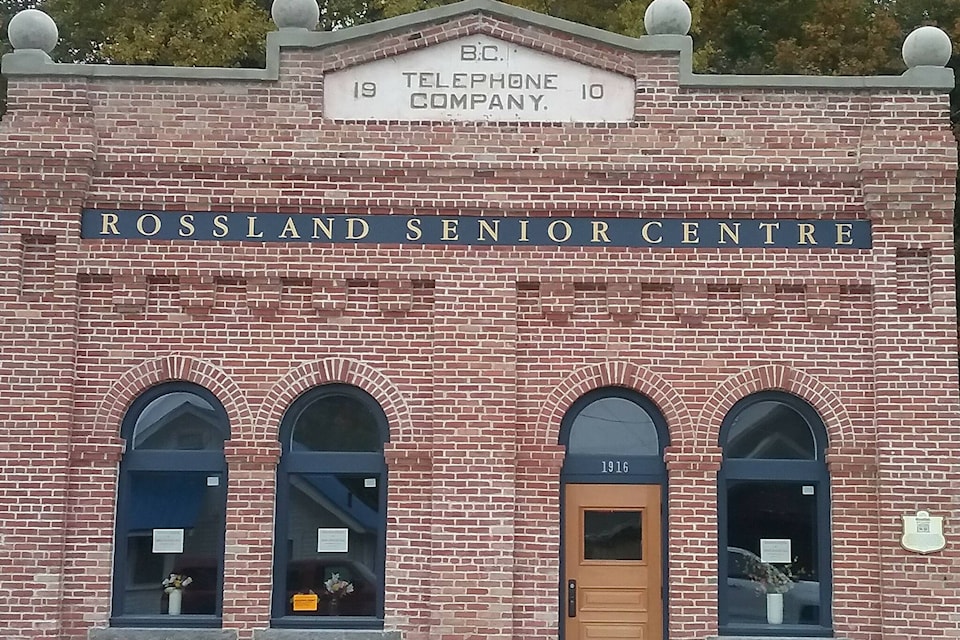 B.C.
19 TELEPHONE 10
COMPANY.
ROSSLAND SENIOR CENTRE
1916